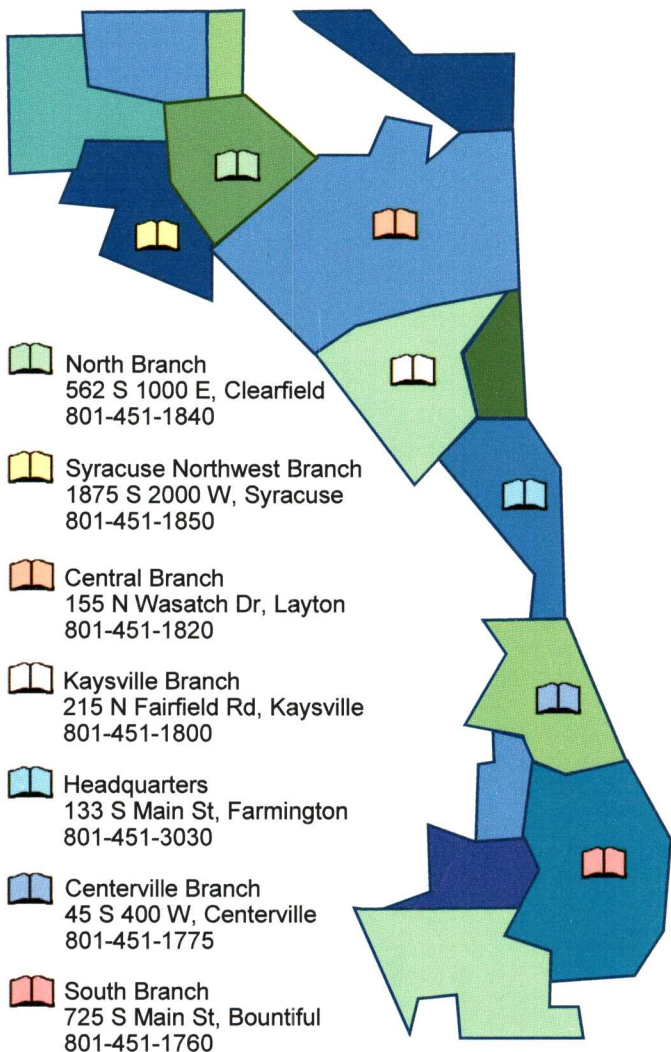 North Branch
562 S 1000 E, Clearfield
801-451-1840
Syracuse Northwest Branch
1875 S 2000 W, Syracuse
801-451-1850
Central Branch
155 N Wasatch Dr, Layton
801-451-1820
Kaysville Branch
215 N Fairfield Rd, Kaysville
801-451-1800
Headquarters
133 S Main St, Farmington
801-451-3030
Centerville Branch
45 S 400 W, Centerville
801-451-1775
South Branch
725 S Main St, Bountiful
801-451-1760